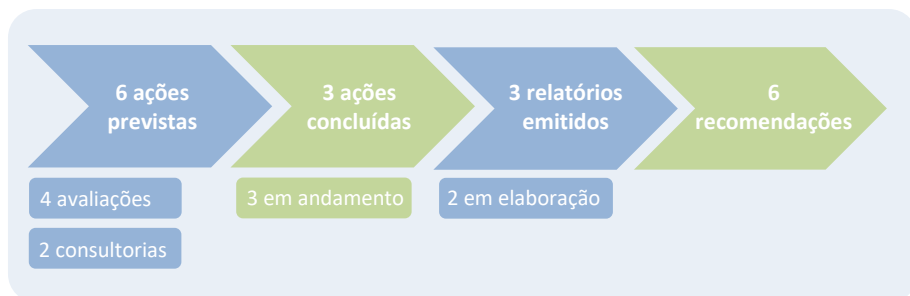 6 ações
previstas
3 ações
concluídas
3 relatórios
emitidos
6
recomendações
4 avaliações
3 em andamento
2 em elaboração
2 consultorias